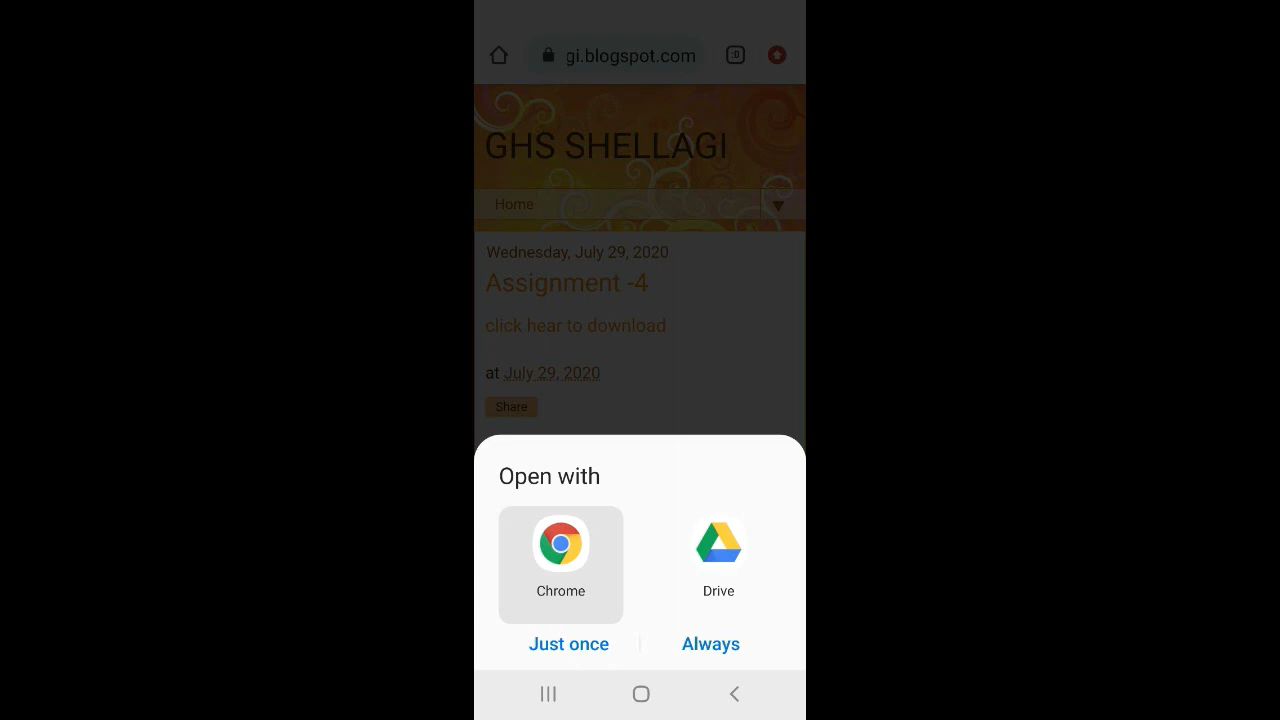 gi.blogspot.com
:D
GHS SHELLAGI
Home
Wednesday, July 29, 2020
Assignment -4
click hear to download
at July 29, 2020
Share
Open with
Chrome
Drive
Just once
Always